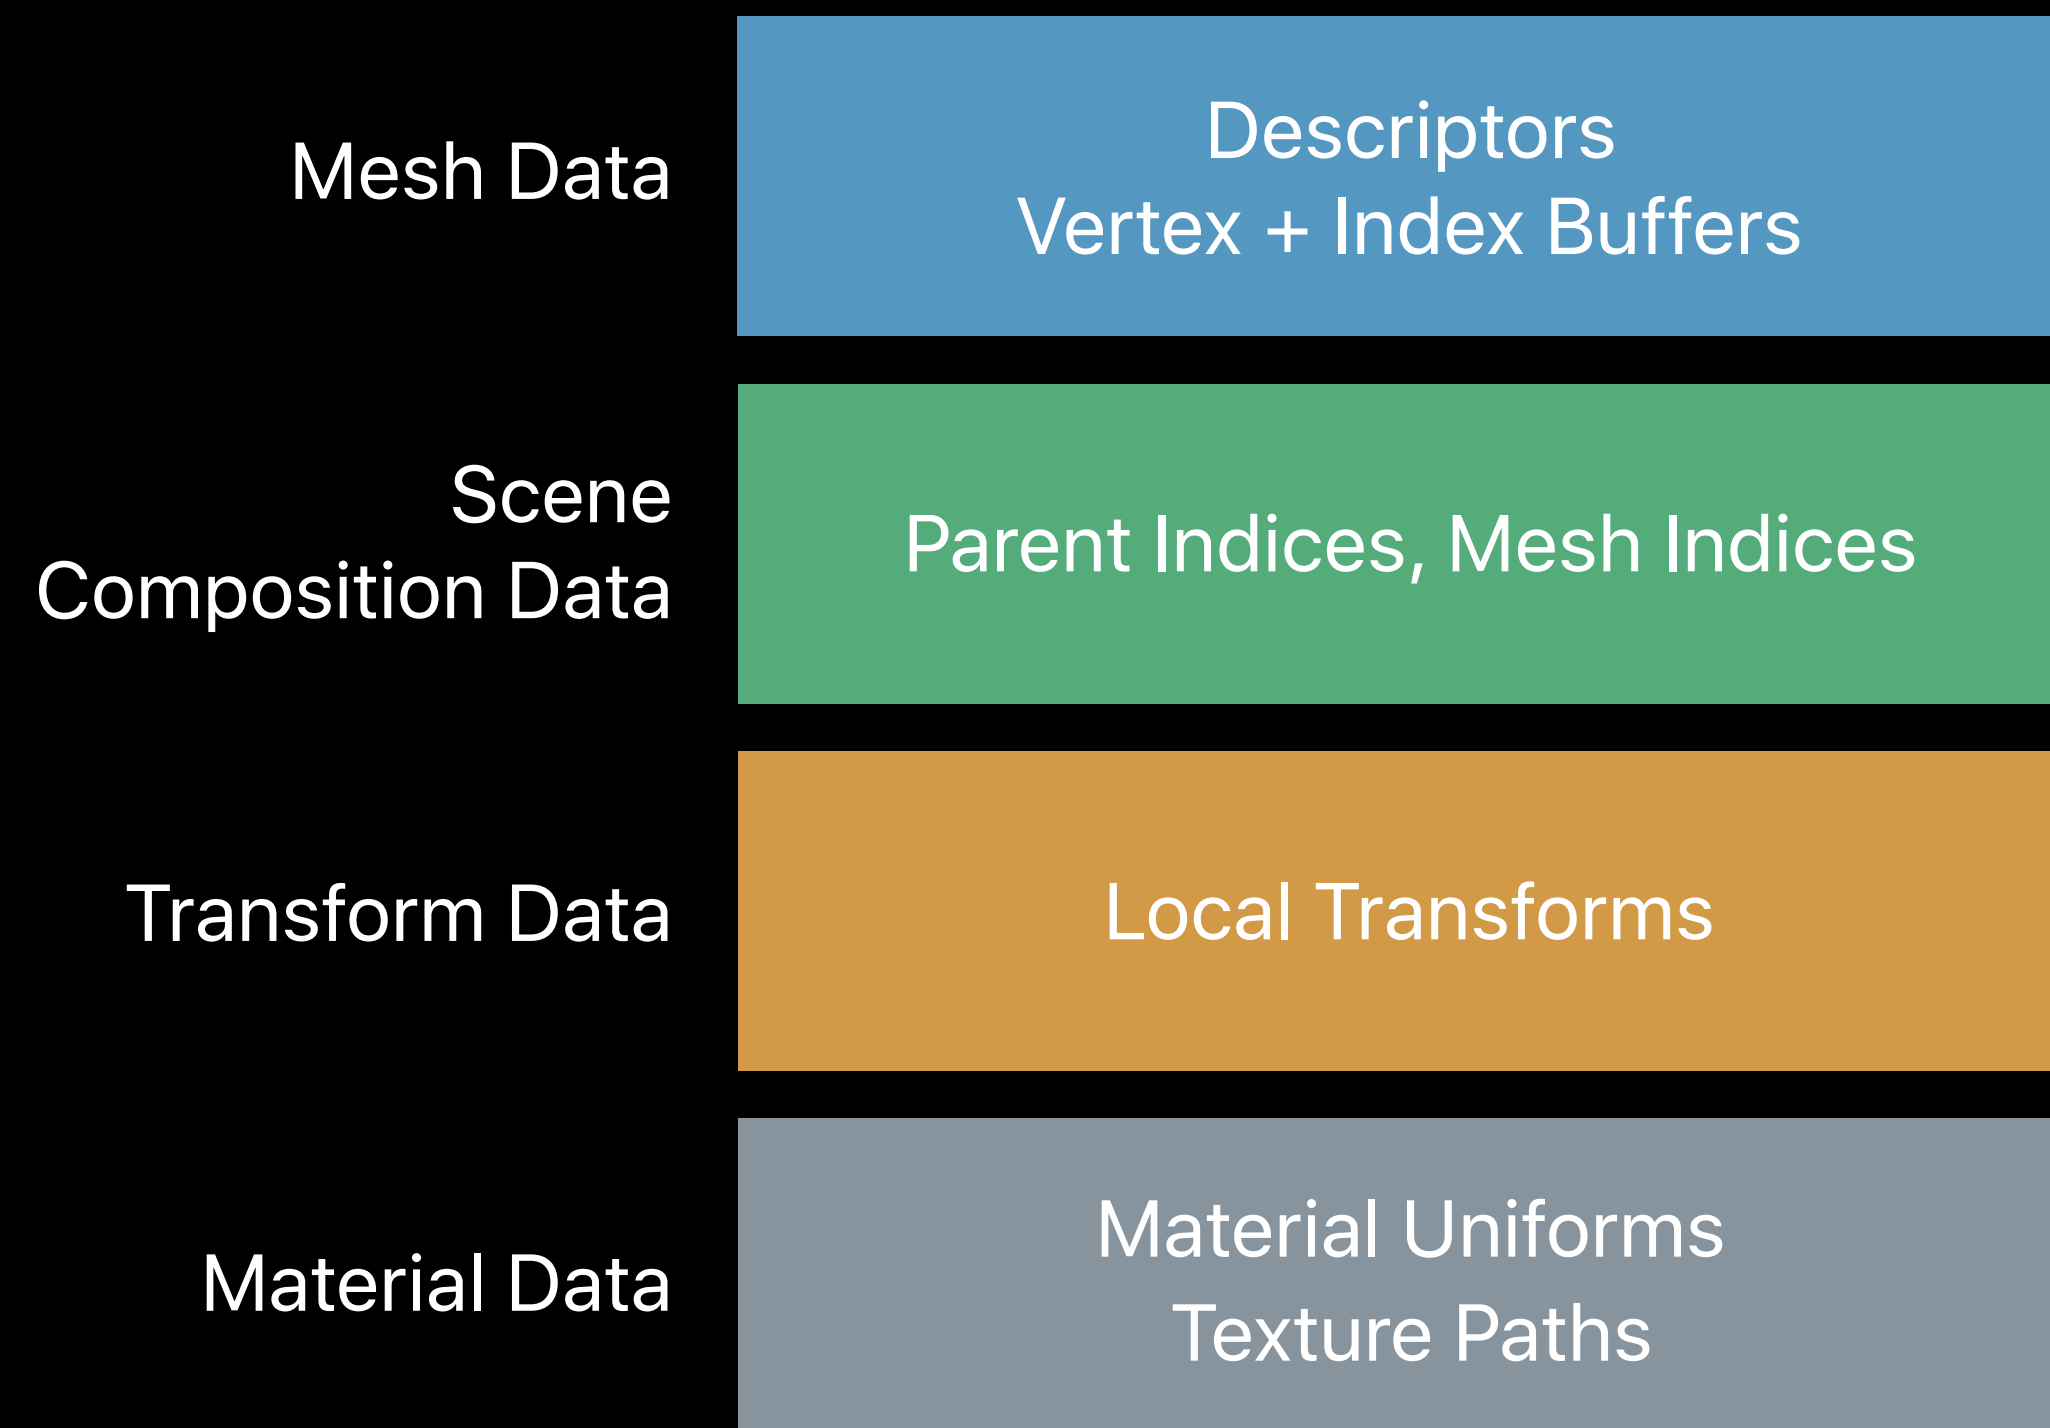 Mesh Data
Descriptors
Vertex + Index Buffers
Scene
Composition Data
Parent Indices, Mesh Indices
Transform Data
Local Transforms
Material Data
Material Uniforms
Texture Paths